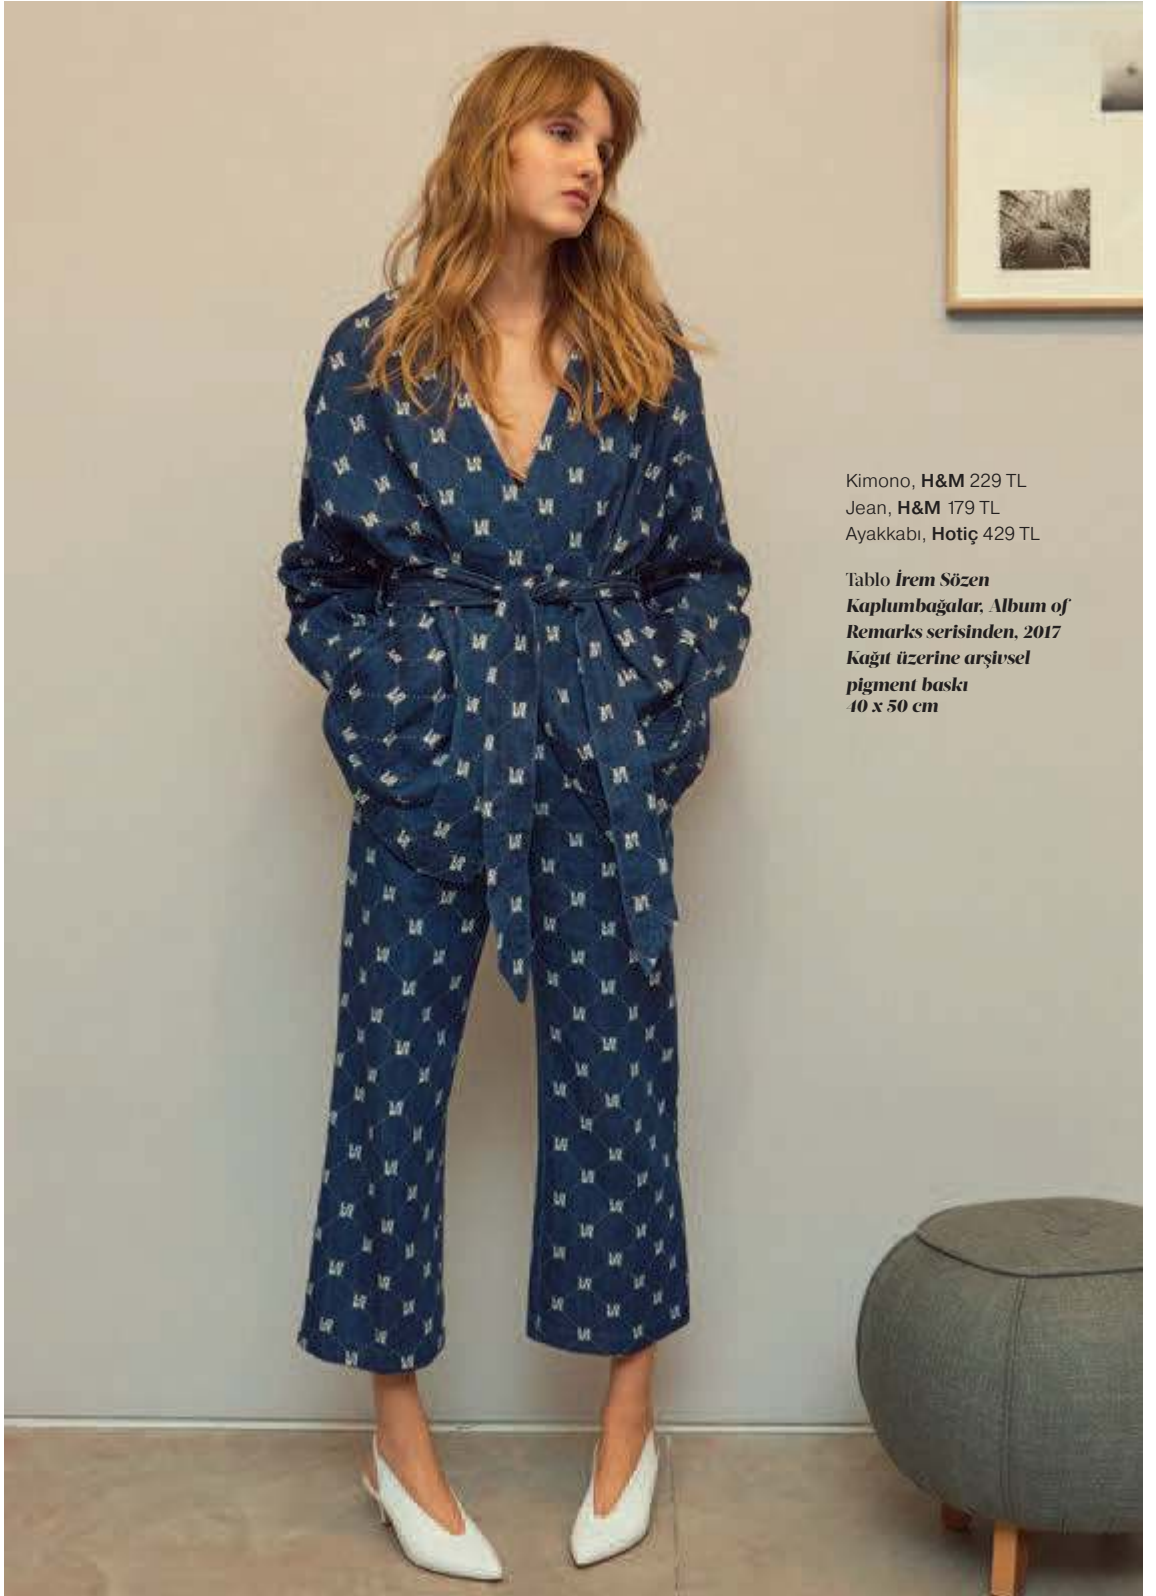 Kimono, H&M 229 TL
Jean, H&M 179 TL
Ayakkabı, Hotiç 429 TL
Tablo İrem Sözen
Kaplumbağalar, Album of
Remarks serisinden, 2017
Kağıt üzerine arşivsel
pigment baskı
40 x 50 cm